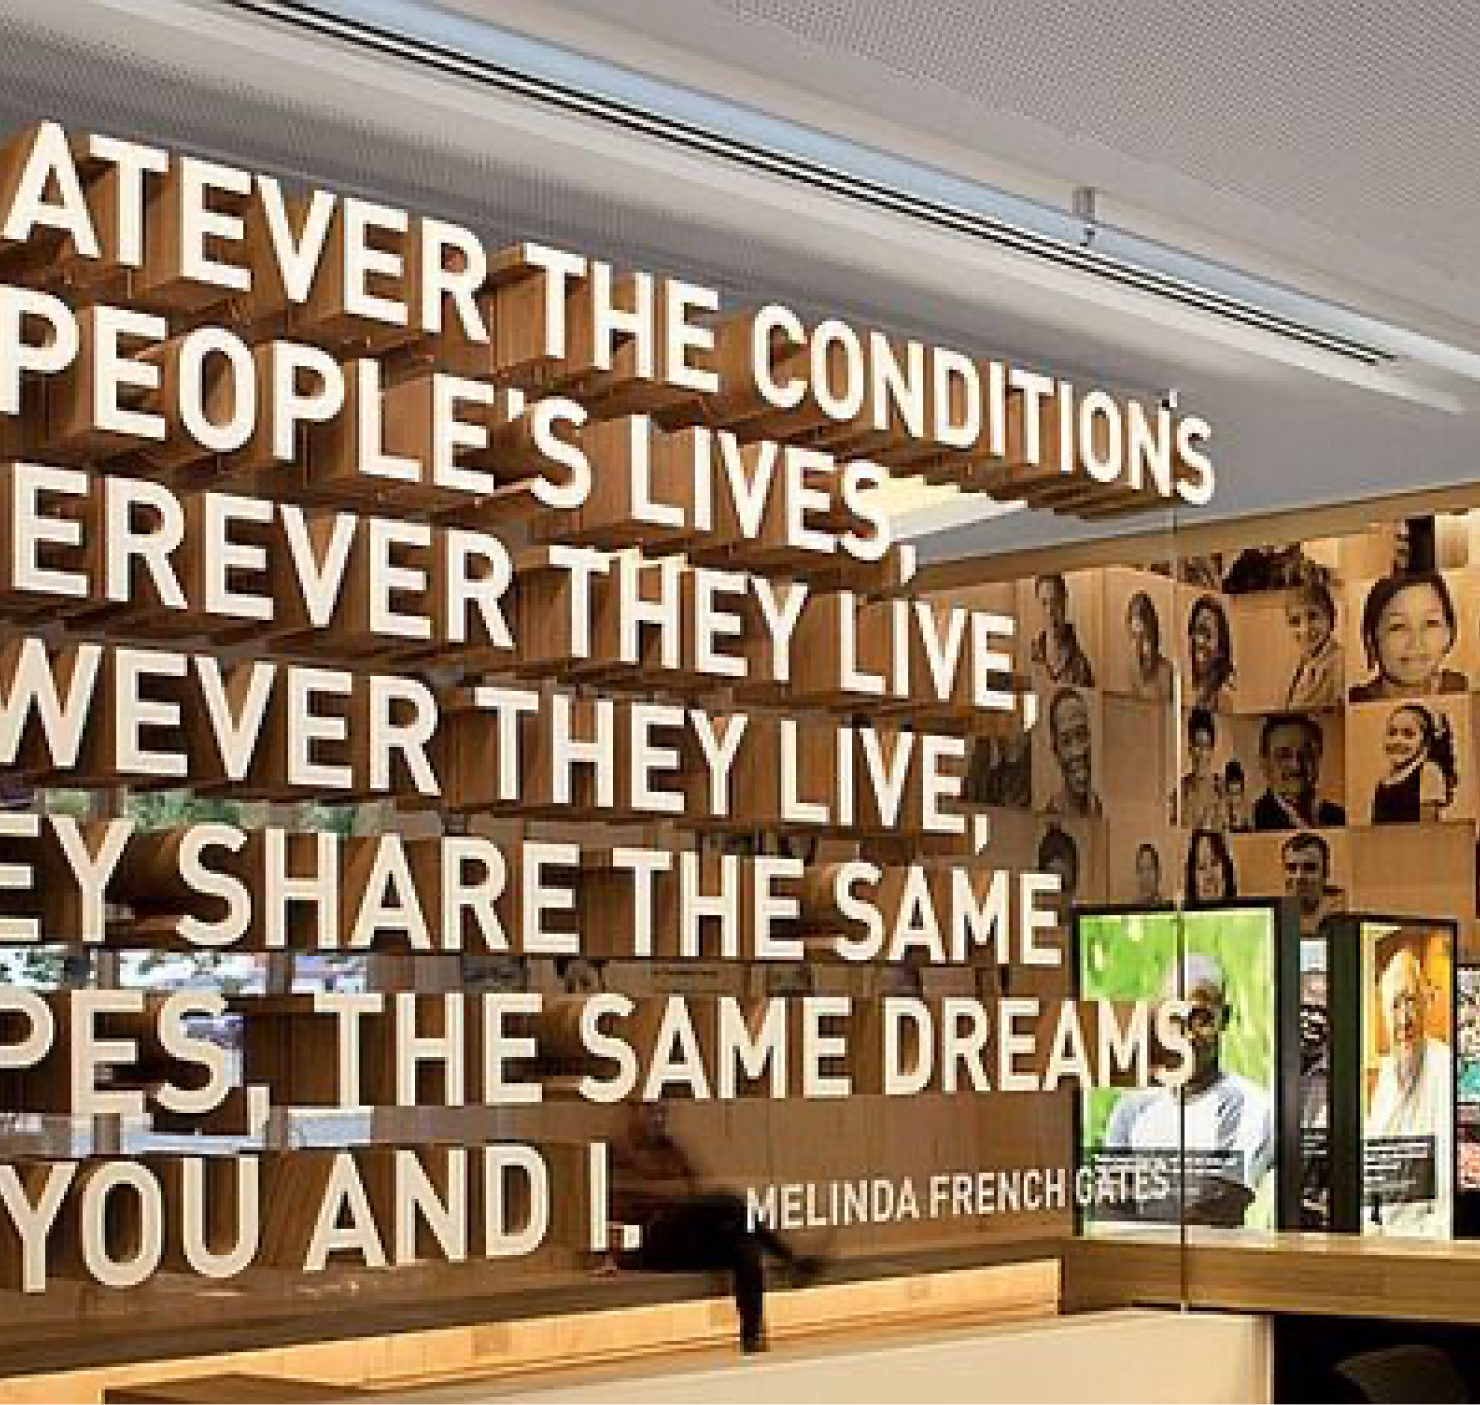 ATEVER THE CONDITIONS
PEOPLE'S LIVES,
EREVER THEY LIVE,
WEVER THEY LIVE,
EY SHARE THE SAME
PES, THE SAME DREAMS
YOU AND I.
MELINDA FRENCH GATES